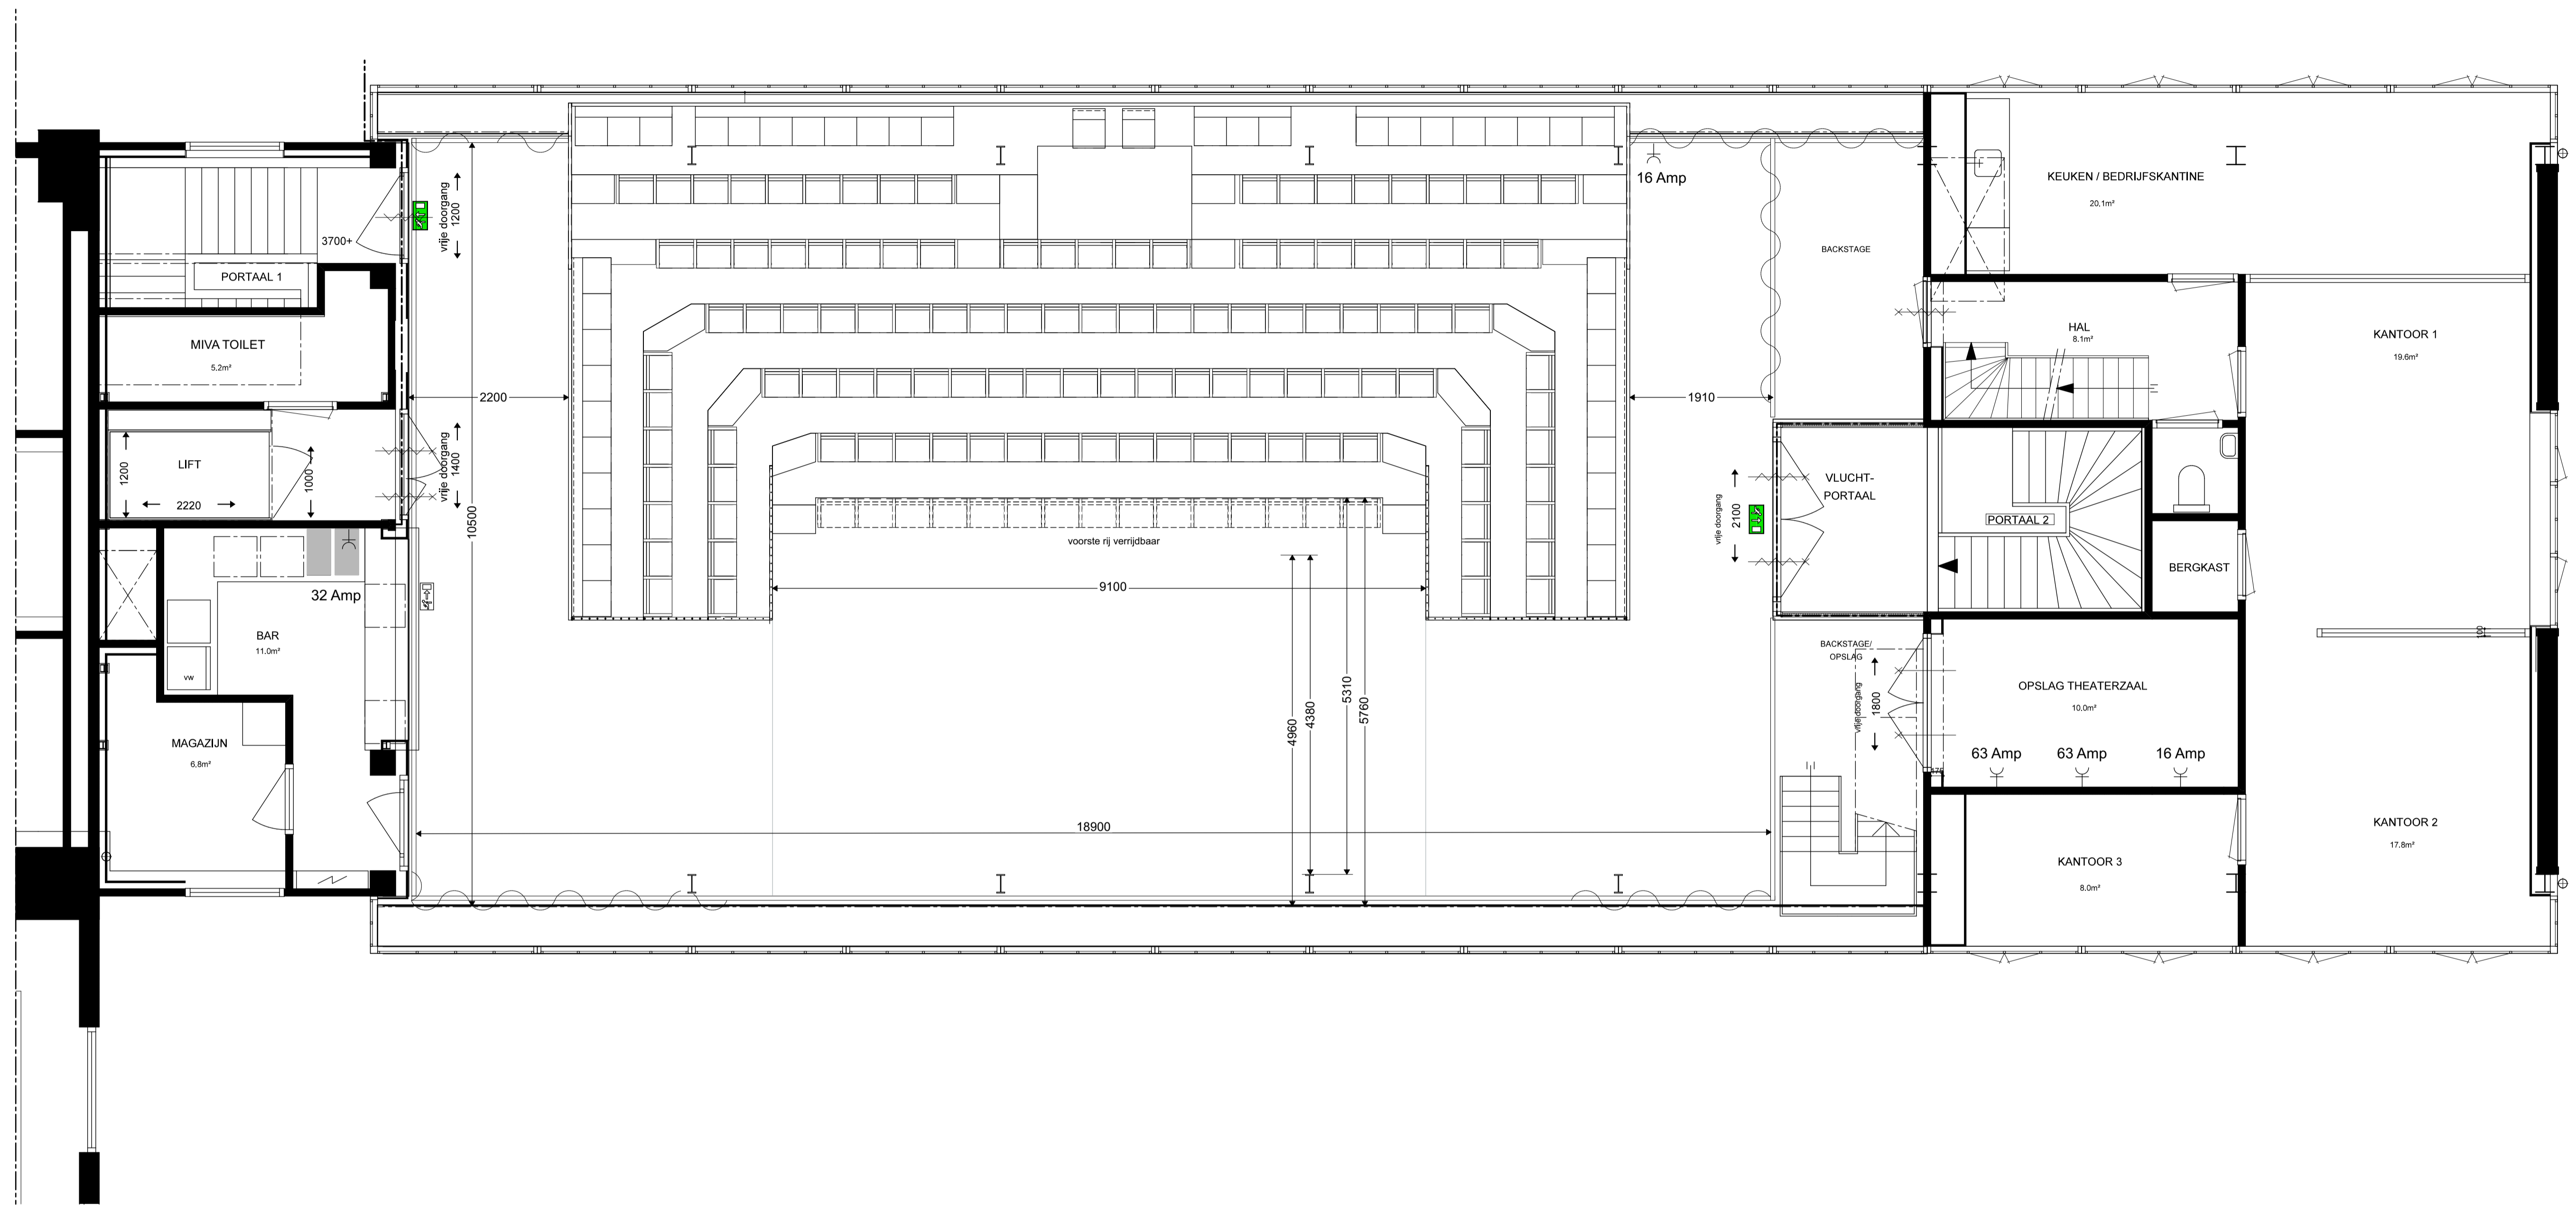 PORTAAL 1
3700+
vrije doorgang
1200
MIVA TOILET
5.2m²
LIFT
1200
2220
1000
vrije doorgang
1400
32 Amp
BAR
11.0m²
vw
MAGAZIJN
6,8m²
2200
10500
voorste rij verrijdbaar
9100
4960
4380
5310
5760
18900
16 Amp
1910
BACKSTAGE
vrije doorgang
2100
VLUCHT-
PORTAAL
BACKSTAGE/
OPSLAG
vrije doorgang
1800
KEUKEN / BEDRIJFSKANTINE
20,1m²
HAL
8.1m²
PORTAAL 2
BERGKAST
OPSLAG THEATERZAAL
10.0m²
63 Amp
63 Amp
16 Amp
KANTOOR 3
8.0m²
KANTOOR 1
19.6m²
100
KANTOOR 2
17.8m²